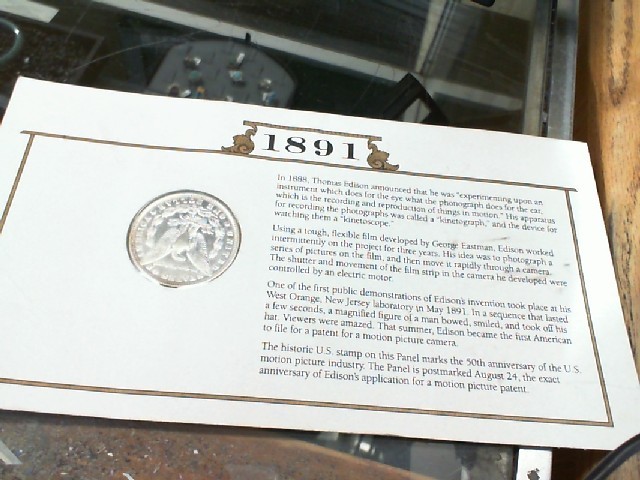 1891
In 1888, Thomas Edison announced that he was "experimenting upon an
instrument which does for the eye what the phonograph does for the ear,
which is the recording and reproduction of things in motion." His apparatus
for recording the photographs was called a "kinetograph," and the device for
watching them a "kinetoscope."
Using a tough, flexible film developed by George Eastman, Edison worked
intermittently on the project for three years. His idea was to photograph a
series of pictures on the film, and then move it rapidly through a camera.
The shutter and movement of the film strip in the camera he developed were
controlled by an electric motor.
One of the first public demonstrations of Edison's invention took place at his
West Orange, New Jersey laboratory in May 1891. In a sequence that lasted
a few seconds, a magnified figure of a man bowed, smiled, and took off his
hat. Viewers were amazed. That summer, Edison became the first American
to file for a patent for a motion picture camera.
The historic U.S. stamp on this Panel marks the 50th anniversary of the U.S.
motion picture industry. The Panel is postmarked August 24, the exact
anniversary of Edison's application for a motion picture patent.